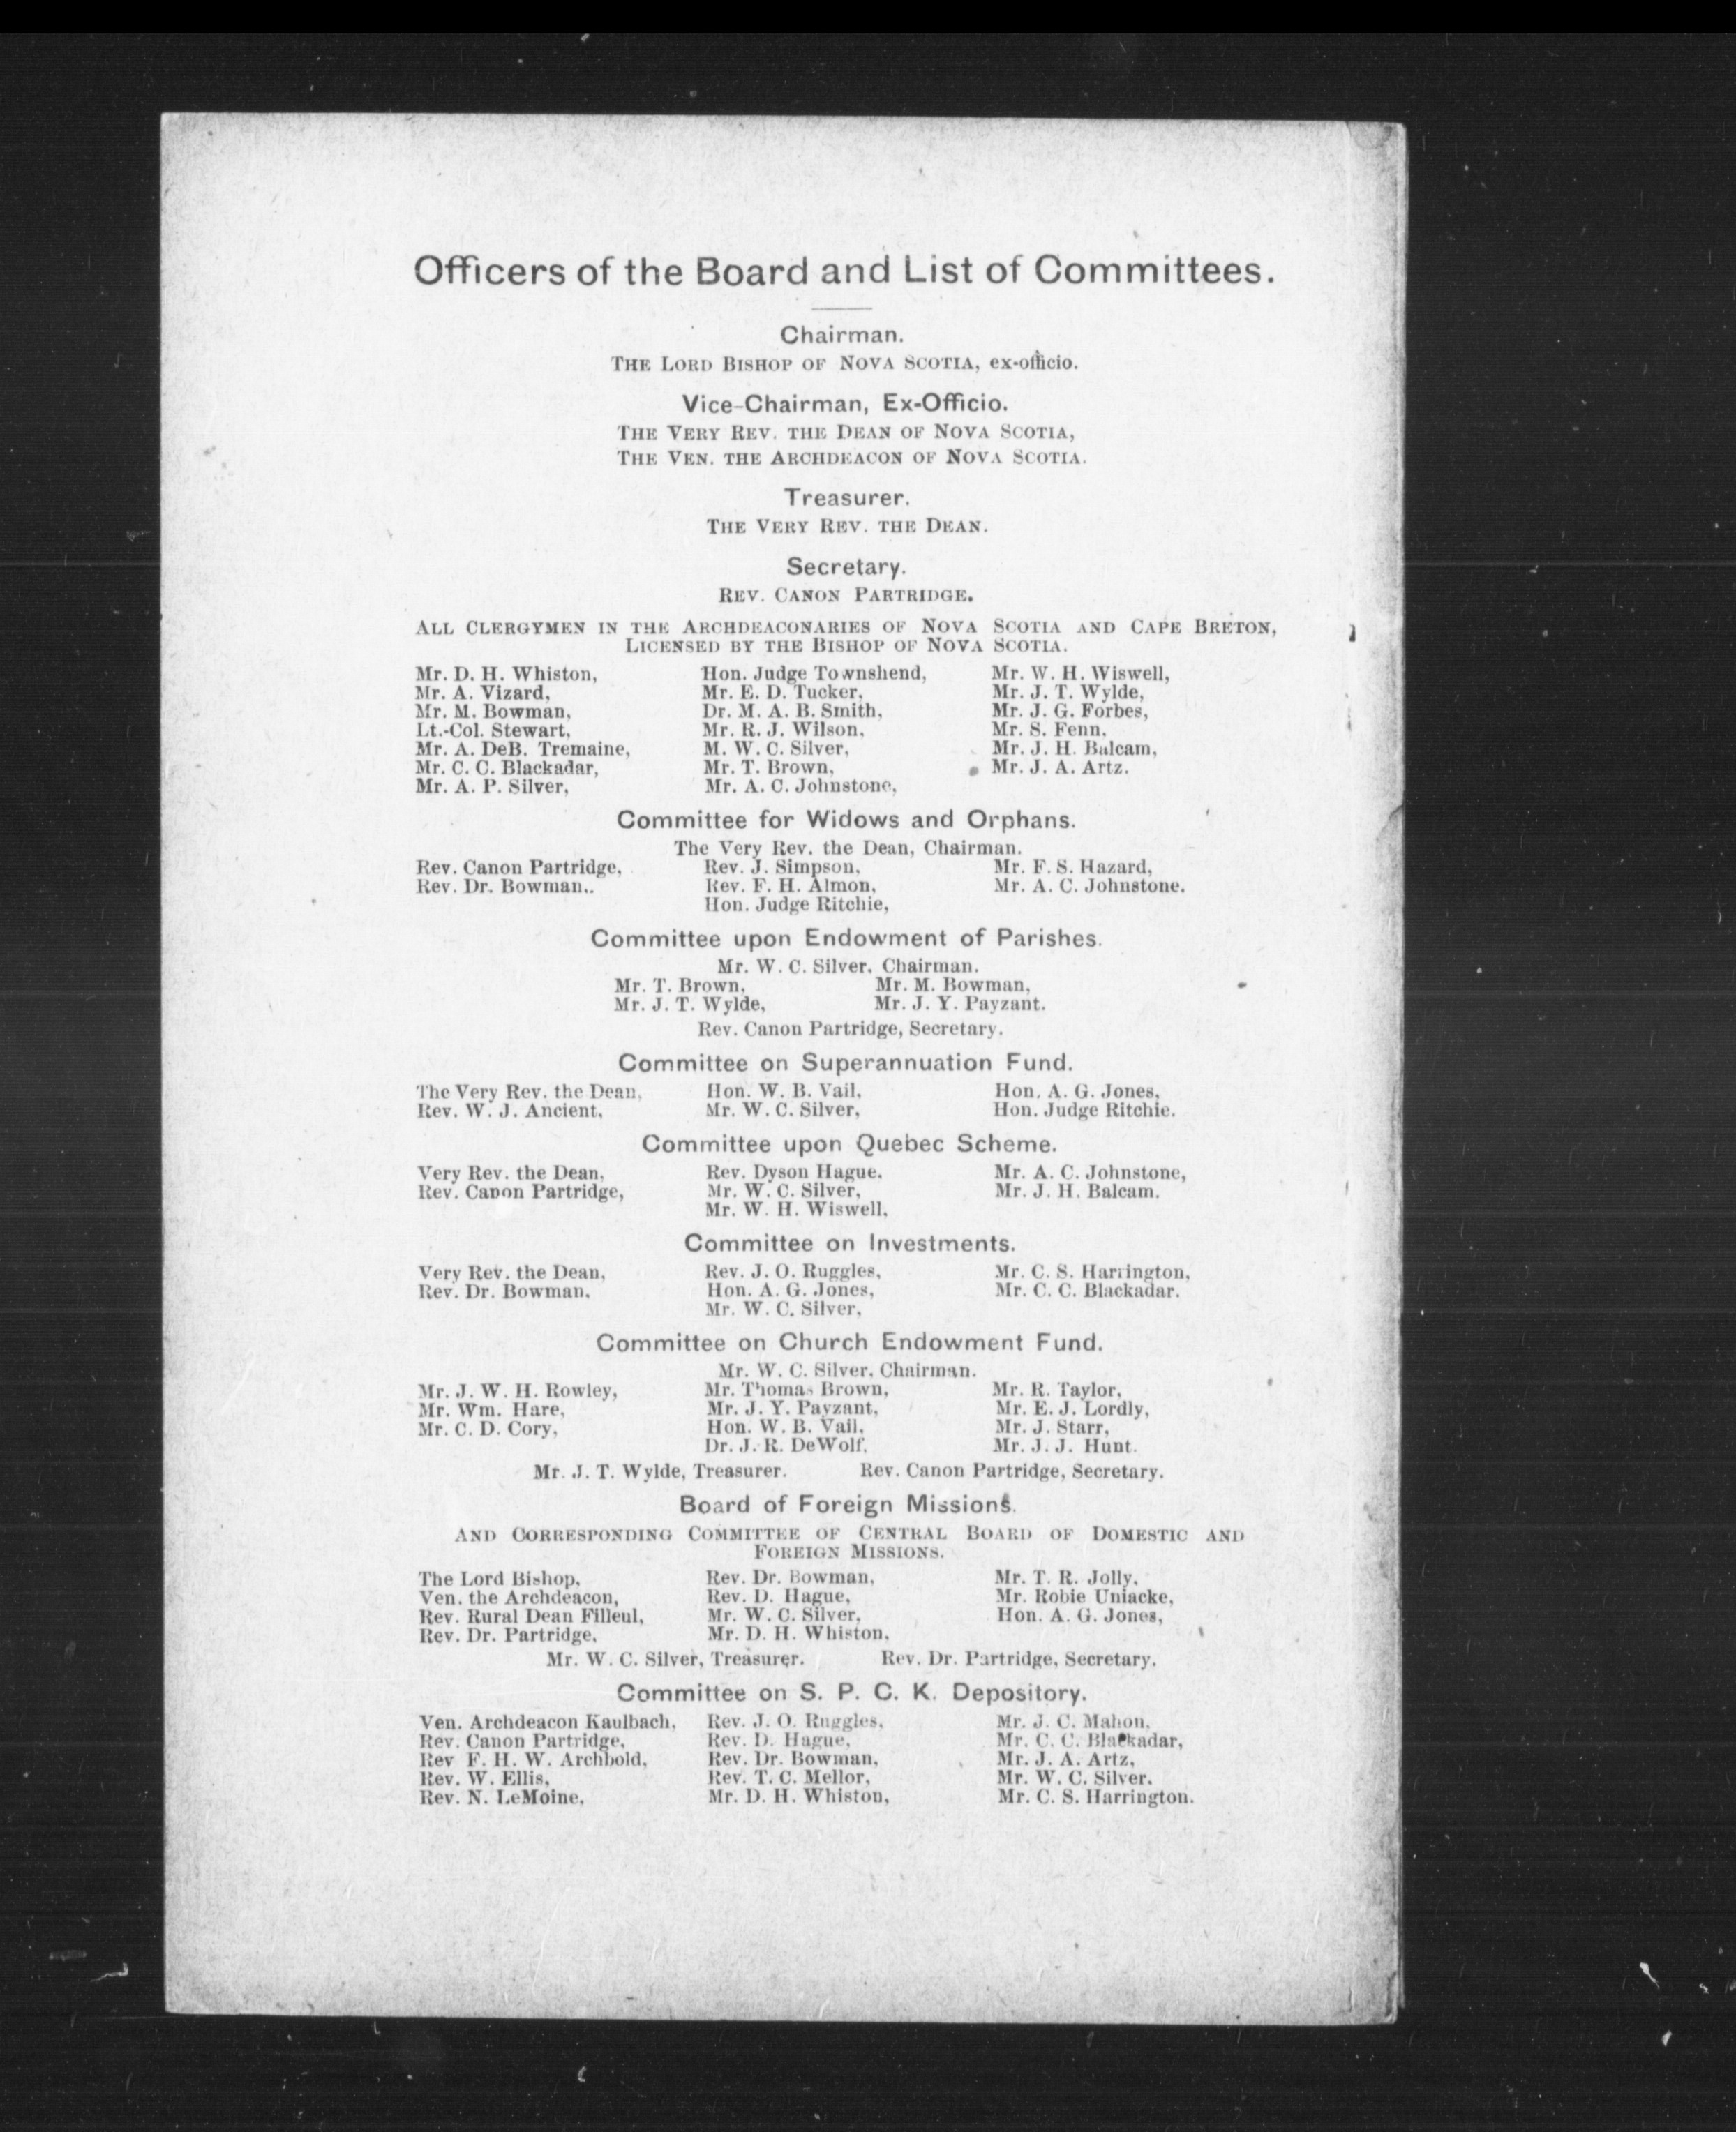 Officers of the Board and List of Committees.
Chairman.
THE LORD BISHOP OF NOVA SCOTIA, ex-officio.
Vice-Chairman, Ex-Officio.
THE VERY REV. THE DEAN OF NOVA SCOTIA,
THE VEN. THE ARCHDEACON OF NOVA SCOTIA.
Treasurer.
THE VERY REV. THE DEAN.
Secretary.
REV. CANON PARTRIDGE.
ALL CLERGYMEN IN THE ARCHDEACONARIES OF NOVA SCOTIA AND CAPE BRETON,
LICENSED BY THE BISHOP OF NOVA SCOTIA.
Mr. D. H. Whiston, Hon. Judge Townshend, Mr. W. H. Wiswell,
Mr. A. Vizard, Mr. E. D. Tucker, Mr. J. T. Wylde,
Mr. M. Bowman, Dr. M. A. B. Smith, Mr. J. G. Forbes,
Lt.-Col. Stewart, Mr. R. J. Wilson, Mr. S. Fenn,
Mr. A. DeB. Tremaine, M. W. C. Silver, Mr. J. H. Balcam,
Mr. C. C. Blackadar, Mr. T. Brown, Mr. J. A. Artz.
Mr. A. P. Silver, Mr. A. C. Johnstone,
Committee for Widows and Orphans.
The Very Rev. the Dean, Chairman.
Rev. Canon Partridge, Rev. J. Simpson, Mr. F. S. Hazard,
Rev. Dr. Bowman.. Rev. F. H. Almon, Mr. A. C. Johnstone.
Hon. Judge Ritchie,
Committee upon Endowment of Parishes.
Mr. W. C. Silver, Chairman.
Mr. T. Brown, Mr. M. Bowman,
Mr. J. T. Wylde, Mr. J. Y. Payzant.
Rev. Canon Partridge, Secretary.
Committee on Superannuation Fund.
The Very Rev. the Dean, Hon. W. B. Vail, Hon. A. G. Jones,
Rev. W. J. Ancient, Mr. W. C. Silver, Hon. Judge Ritchie.
Committee upon Quebec Scheme.
Very Rev. the Dean, Rev. Dyson Hague, Mr. A. C. Johnstone,
Rev. Canon Partridge, Mr. W. C. Silver, Mr. J. H. Balcam.
Mr. W. H. Wiswell,
Committee on Investments.
Very Rev. the Dean, Rev. J. O. Ruggles, Mr. C. S. Harrington,
Rev. Dr. Bowman, Hon. A. G. Jones, Mr. C. C. Blackadar.
Mr. W. C. Silver,
Committee on Church Endowment Fund.
Mr. W. C. Silver, Chairman.
Mr. J. W. H. Rowley, Mr. Thomas Brown, Mr. R. Taylor,
Mr. Wm. Hare, Mr. J. Y. Payzant, Mr. E. J. Lordly,
Mr. C. D. Cory, Hon. W. B. Vail, Mr. J. Starr,
Dr. J. R. DeWolf, Mr. J. J. Hunt.
Mr. J. T. Wylde, Treasurer. Rev. Canon Partridge, Secretary.
Board of Foreign Missions.
AND CORRESPONDING COMMITTEE OF CENTRAL BOARD OF DOMESTIC AND
FOREIGN MISSIONS.
The Lord Bishop, Rev. Dr. Bowman, Mr. T. R. Jolly,
Ven. the Archdeacon, Rev. D. Hague, Mr. Robie Uniacke,
Rev. Rural Dean Filleul, Mr. W. C. Silver, Hon. A. G. Jones,
Rev. Dr. Partridge, Mr. D. H. Whiston,
Mr. W. C. Silver, Treasurer. Rev. Dr. Partridge, Secretary.
Committee on S. P. C. K. Depository.
Ven. Archdeacon Kaulbach, Rev. J. O. Ruggles, Mr. J. C. Mahon,
Rev. Canon Partridge, Rev. D. Hague, Mr. C. C. Blackadar,
Rev F. H. W. Archbold, Rev. Dr. Bowman, Mr. J. A. Artz,
Rev. W. Ellis, Rev. T. C. Mellor, Mr. W. C. Silver.
Rev. N. LeMoine, Mr. D. H. Whiston, Mr. C. S. Harrington.